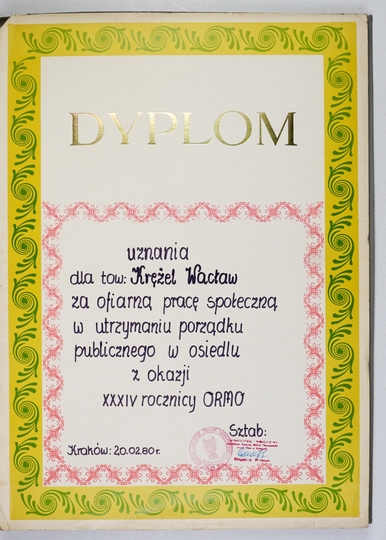 DYPLOM
uznania
dla tow: Krężel Wacław
za ofiarną pracę społeczną
w utrzymaniu porządku
publicznego w osiedlu
z okazji
XXXIV rocznicy ORMO
Sztab:
Kraków: 20.02.80 r.